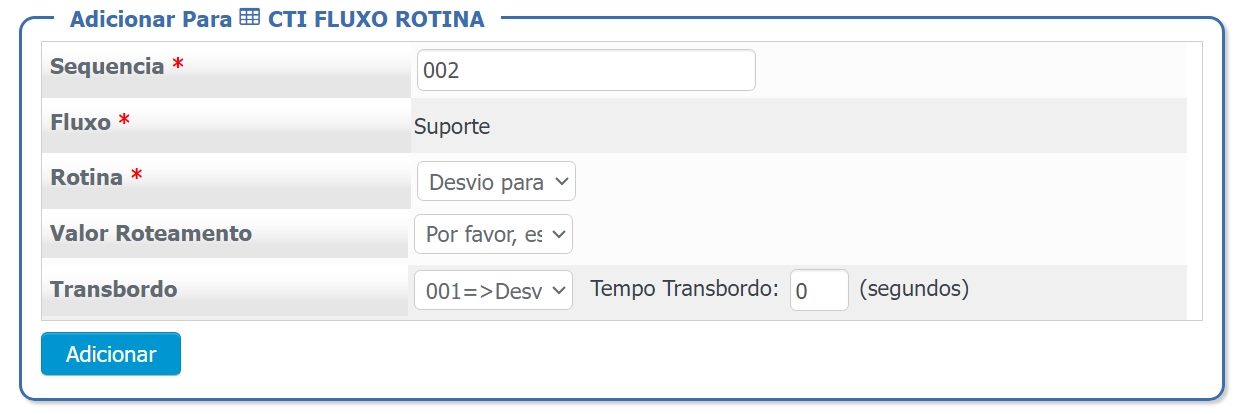 Adicionar Para CTI FLUXO ROTINA
Sequencia * 002
Fluxo * Suporte
Rotina * Desvio para
Valor Roteamento Por favor, es
Transbordo 001=>Desv Tempo Transbordo: 0 (segundos)
Adicionar